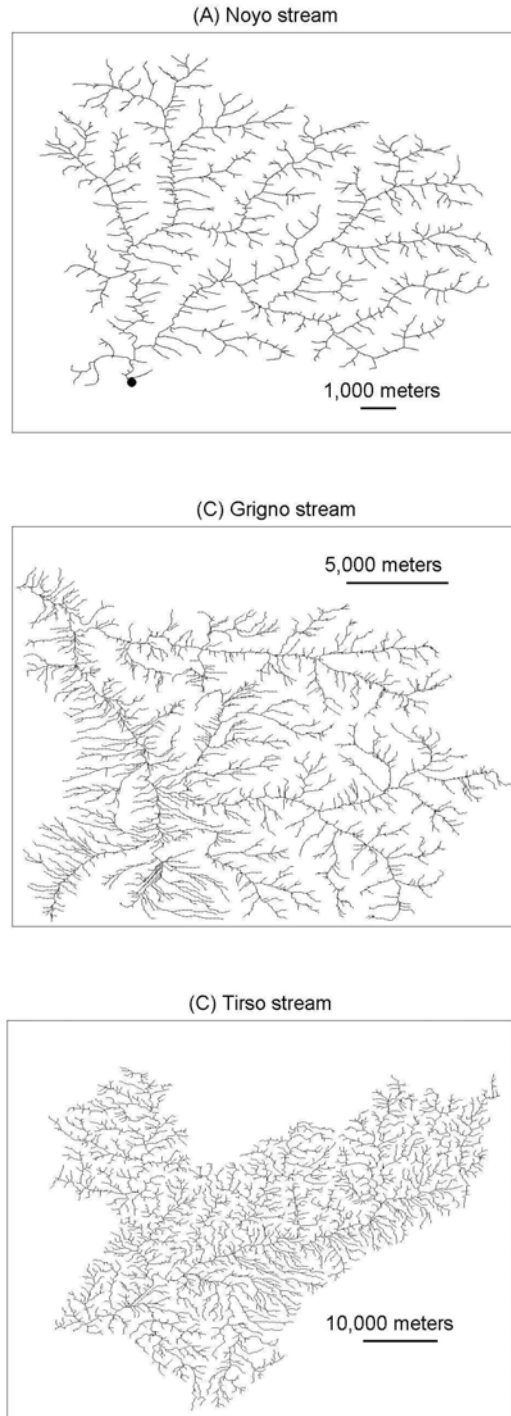 (A) Noyo stream
1,000 meters
(C) Grigno stream
5,000 meters
(C) Tirso stream
10,000 meters